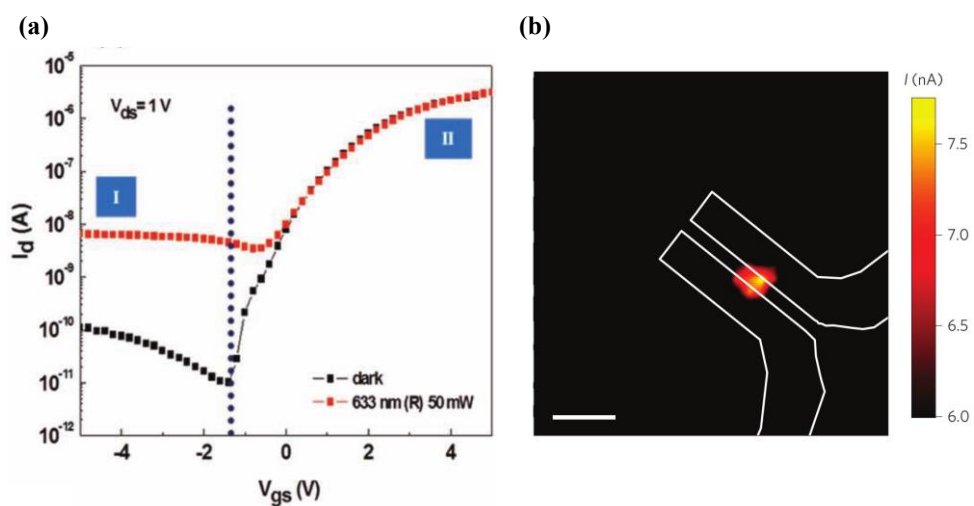 (a)
10⁻⁵
10⁻⁶
10⁻⁷
10⁻⁸
10⁻⁹
10⁻¹⁰
10⁻¹¹
10⁻¹²
I_d (A)
V_ds = 1 V
I
II
dark
633 nm (R) 50 mW
-4 -2 0 2 4
V_gs (V)
(b)
I (nA)
7.5
7.0
6.5
6.0